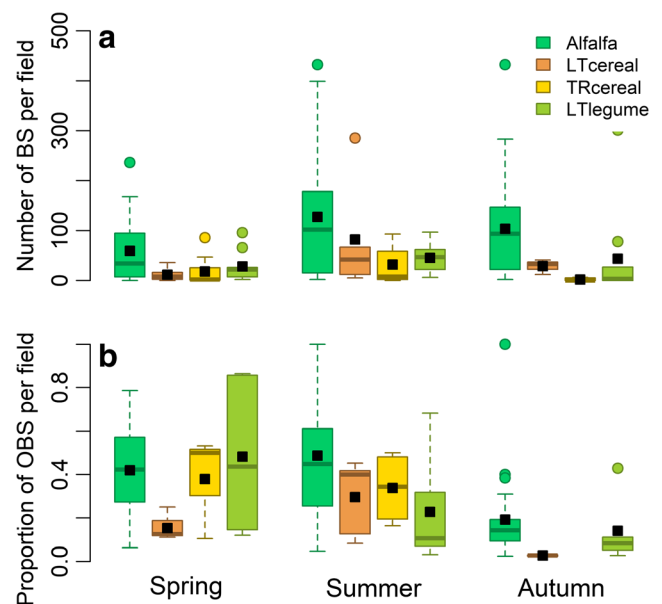 a
Number of BS per field
500
300
100
0
Alfalfa
LTcereal
TRcereal
LTlegume
b
Proportion of OBS per field
0.8
0.4
0.0
Spring Summer Autumn